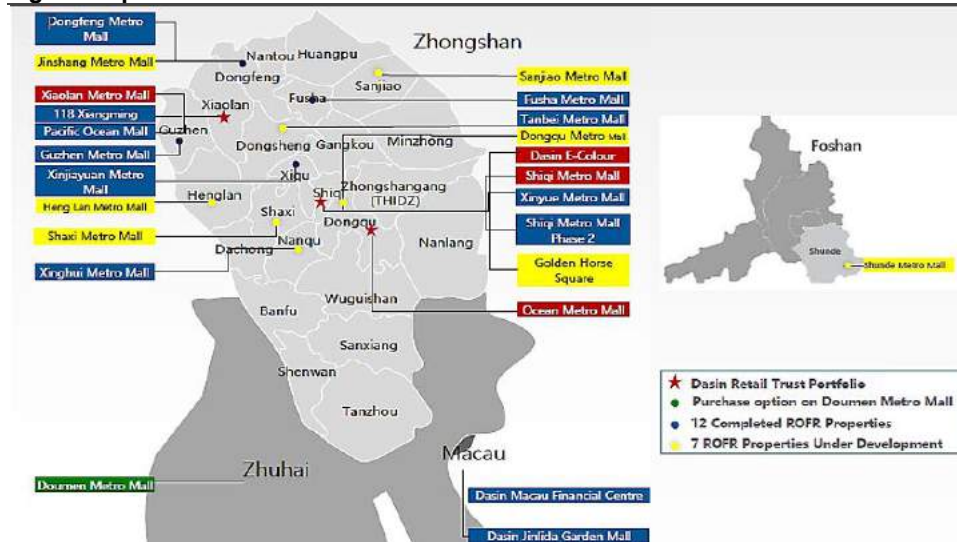 Dongfeng Metro
Mall
Jinshang Metro Mall
Xiaolan Metro Mall
118 Xiangming
Pacific Ocean Mall
Guzhen Metro Mall
Xinjiayuan Metro
Mall
Heng Lan Metro Mall
Shaxi Metro Mall
Xinghui Metro Mall
Doumen Metro Mall
Zhongshan
Huangpu
Nantou
Dongfeng
Sanjiao
Xiaolan
Fusha
Guzhen
Dongsheng
Gangkou
Minzhong
Xiqu
Henglan
Shiqi
Zhongshangang
(THIDZ)
Shaxi
Dongqu
Dachong
Nanqu
Nanlang
Wuguishan
Banfu
Sanxiang
Shenwan
Tanzhou
Zhuhai
Macau
Sanjiao Metro Mall
Fusha Metro Mall
Tanbei Metro Mall
Dongqu Metro Mall
Dasin E-Colour
Shiqi Metro Mall
Xinyue Metro Mall
Shiqi Metro Mall
Phase 2
Golden Horse
Square
Ocean Metro Mall
Dasin Macau Financial Centre
Dasin Jinlida Garden Mall
Foshan
Shunde
Shunde Metro Mall
Dasin Retail Trust Portfolio
Purchase option on Doumen Metro Mall
12 Completed ROFR Properties
7 ROFR Properties Under Development